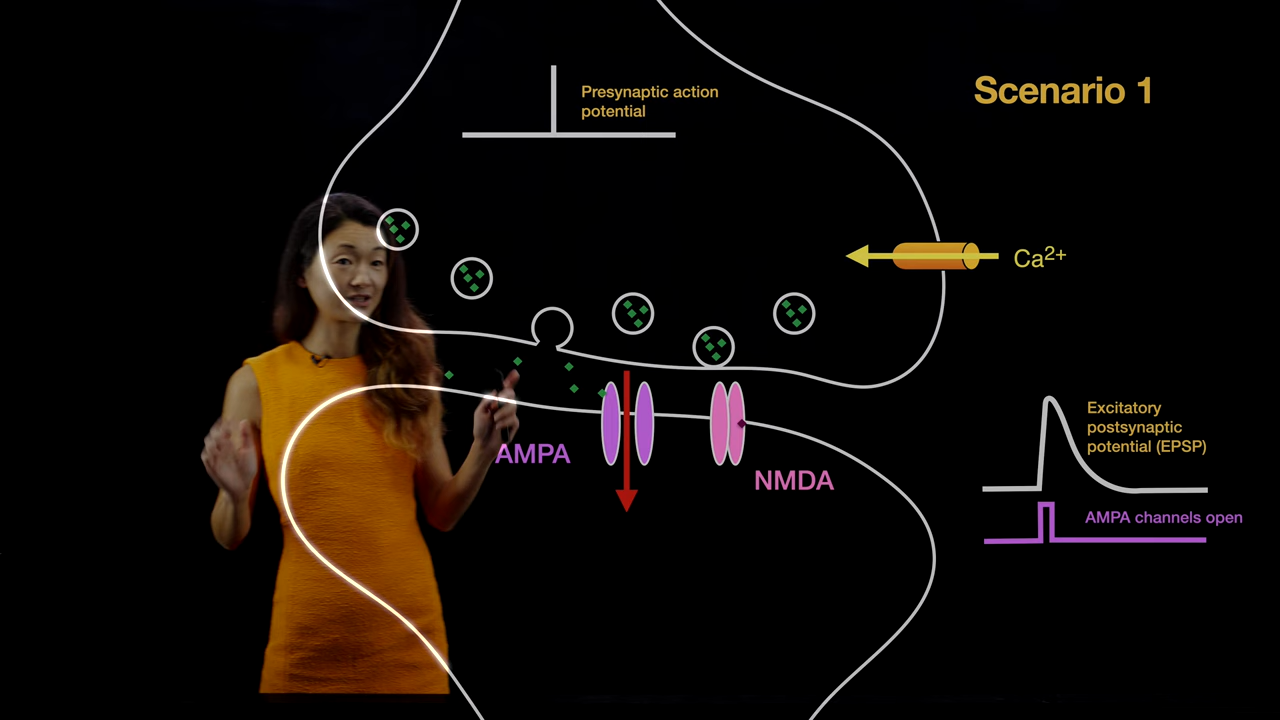 Scenario 1
Presynaptic action
potential
Ca²⁺
AMPA
NMDA
Excitatory
postsynaptic
potential (EPSP)
AMPA channels open